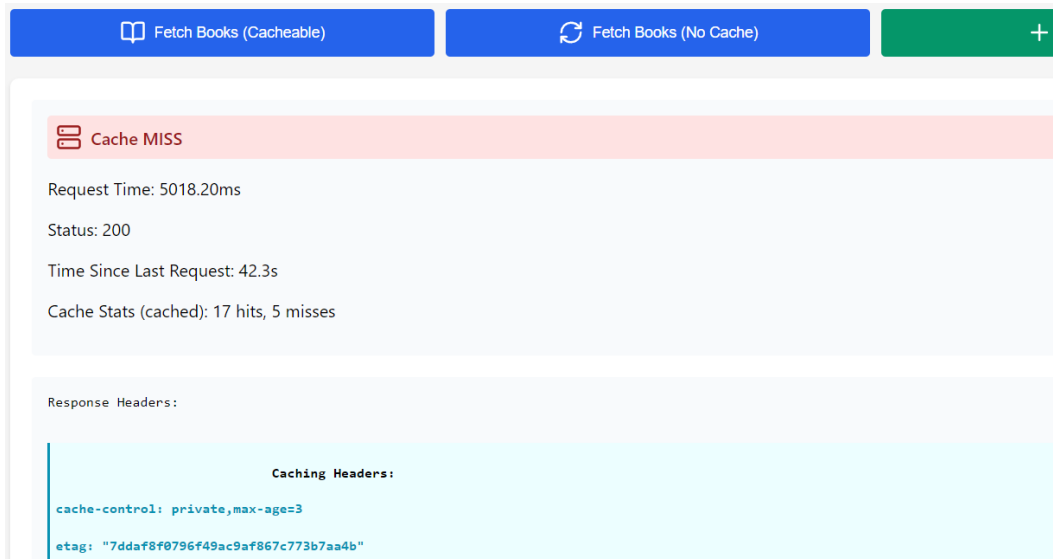 Fetch Books (Cacheable)
Fetch Books (No Cache)
Cache MISS
Request Time: 5018.20ms
Status: 200
Time Since Last Request: 42.3s
Cache Stats (cached): 17 hits, 5 misses
Response Headers:
Caching Headers:
cache-control: private,max-age=3
etag: "7ddaf8f0796f49ac9af867c773b7aa4b"